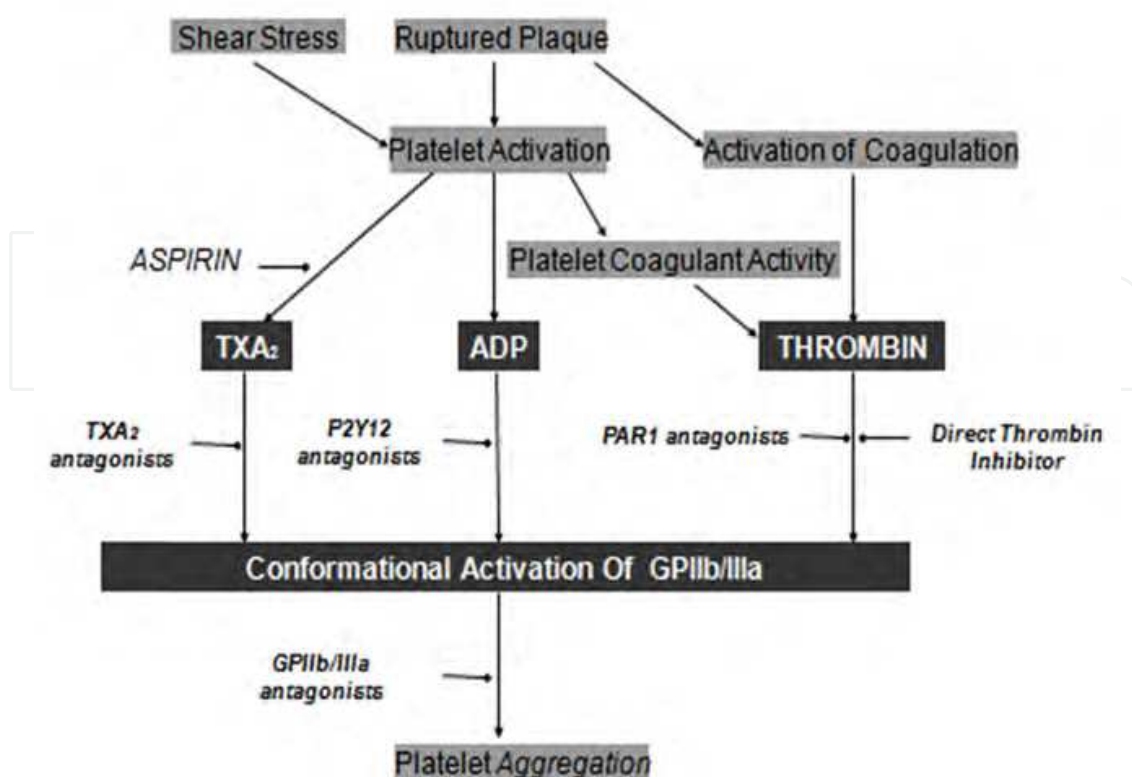 Shear Stress
Ruptured Plaque
Platelet Activation
Activation of Coagulation
ASPIRIN
Platelet Coagulant Activity
TXA₂
ADP
THROMBIN
TXA₂
antagonists
P2Y12
antagonists
PAR1 antagonists
Direct Thrombin
Inhibitor
Conformational Activation Of GPIIb/IIIa
GPIIb/IIIa
antagonists
Platelet Aggregation